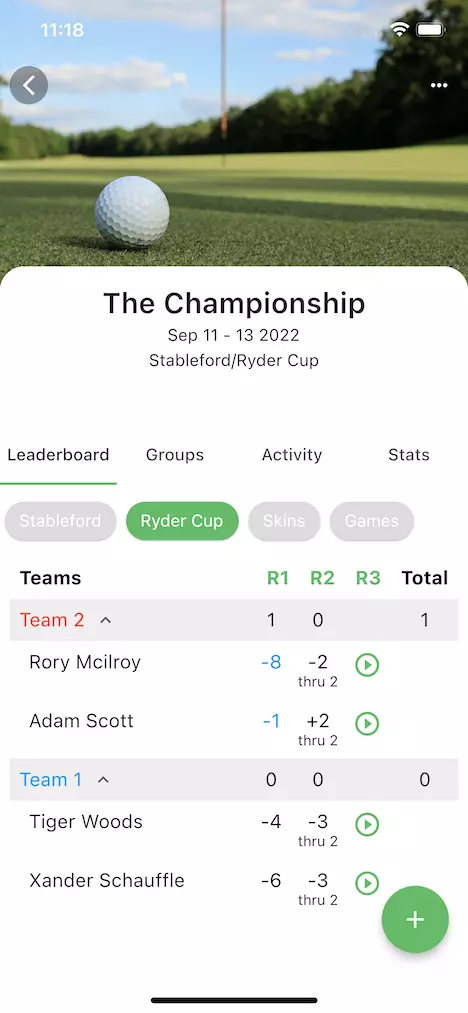 11:18
The Championship
Sep 11 - 13 2022
Stableford/Ryder Cup
Leaderboard Groups Activity Stats
Stableford Ryder Cup Skins Games
Teams R1 R2 R3 Total
Team 2 1 0 1
Rory Mcilroy -8 -2
thru 2
Adam Scott -1 +2
thru 2
Team 1 0 0 0
Tiger Woods -4 -3
thru 2
Xander Schauffle -6 -3
thru 2
+